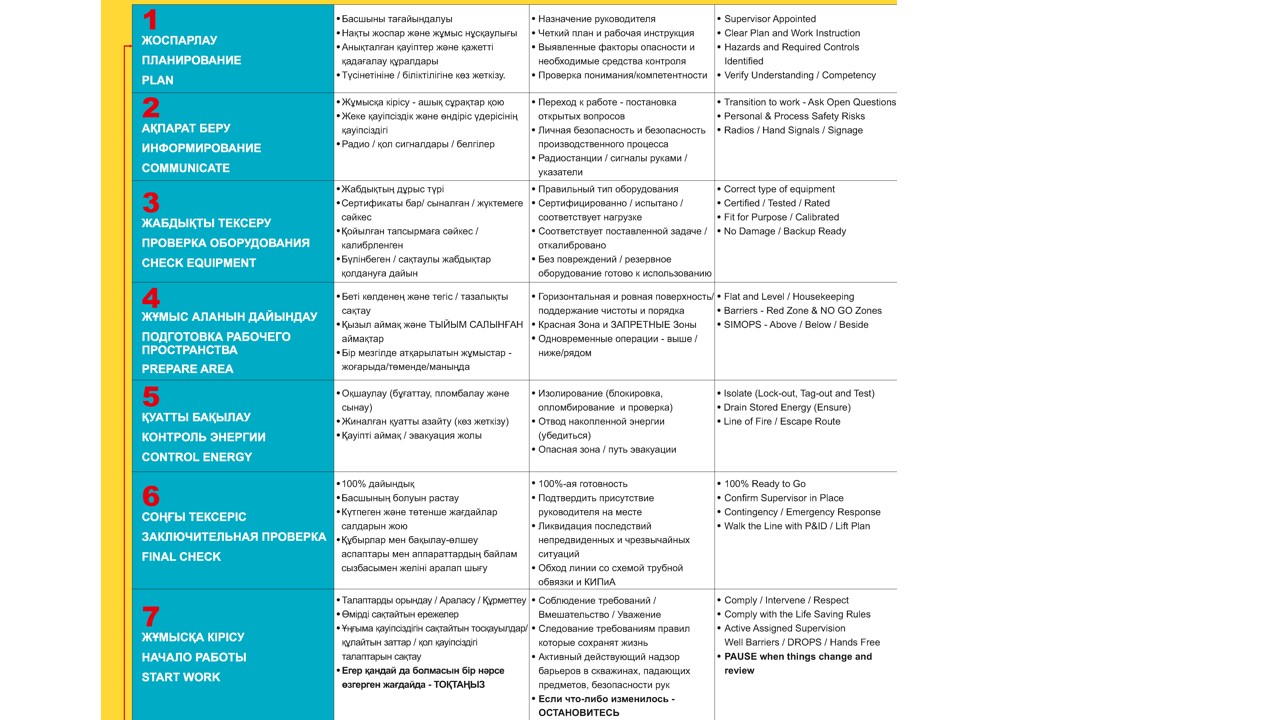 1
ЖОСПАРЛАУ
ПЛАНИРОВАНИЕ
PLAN
• Басшыны тағайындалуы
• Нақты жоспар және жұмыс нұсқаулығы
• Анықталған қауіптер және қажетті
қадағалау құралдары
• Түсінетініне / біліктілігіне көз жеткізу.
• Назначение руководителя
• Четкий план и рабочая инструкция
• Выявленные факторы опасности и
необходимые средства контроля
• Проверка понимания/компетентности
• Supervisor Appointed
• Clear Plan and Work Instruction
• Hazards and Required Controls
Identified
• Verify Understanding / Competency
2
АҚПАРАТ БЕРУ
ИНФОРМИРОВАНИЕ
COMMUNICATE
• Жұмысқа кірісу - ашық сұрақтар қою
• Жеке қауіпсіздік және өндіріс үдерісінің
қауіпсіздігі
• Радио / қол сигналдары / белгілер
• Переход к работе - постановка
открытых вопросов
• Личная безопасность и безопасность
производственного процесса
• Радиостанции / сигналы руками /
указатели
• Transition to work - Ask Open Questions
• Personal & Process Safety Risks
• Radios / Hand Signals / Signage
3
ЖАБДЫҚТЫ ТЕКСЕРУ
ПРОВЕРКА ОБОРУДОВАНИЯ
CHECK EQUIPMENT
• Жабдықтың дұрыс түрі
• Сертификаты бар/ сыналған / жүктемеге
сәйкес
• Қойылған тапсырмаға сәйкес /
калибрленген
• Бүлінбеген / сақтаулы жабдықтар
қолдануға дайын
• Правильный тип оборудования
• Сертифицированно / испытано /
соответствует нагрузке
• Соответствует поставленной задаче /
откалибровано
• Без повреждений / резервное
оборудование готово к использованию
• Correct type of equipment
• Certified / Tested / Rated
• Fit for Purpose / Calibrated
• No Damage / Backup Ready
4
ЖҰМЫС АЛАНЫН ДАЙЫНДАУ
ПОДГОТОВКА РАБОЧЕГО
ПРОСТРАНСТВА
PREPARE AREA
• Беті көлденең және тегіс / тазалықты
сақтау
• Қызыл аймақ және ТЫЙЫМ САЛЫНҒАН
аймақтар
• Бір мезгілде атқарылатын жұмыстар -
жоғарыда/төменде/маныңда
• Горизонтальная и ровная поверхность/
поддержание чистоты и порядка
• Красная Зона и ЗАПРЕТНЫЕ Зоны
• Одновременные операции - выше /
ниже/рядом
• Flat and Level / Housekeeping
• Barriers - Red Zone & NO GO Zones
• SIMOPS - Above / Below / Beside
5
ҚУАТТЫ БАҚЫЛАУ
КОНТРОЛЬ ЭНЕРГИИ
CONTROL ENERGY
• Оқшаулау (бұғаттау, пломбалау және
сынау)
• Жиналған қуатты азайту (көз жеткізу)
• Қауіпті аймақ / эвакуация жолы
• Изолирование (блокировка,
опломбирование и проверка)
• Отвод накопленной энергии
(убедиться)
• Опасная зона / путь эвакуации
• Isolate (Lock-out, Tag-out and Test)
• Drain Stored Energy (Ensure)
• Line of Fire / Escape Route
6
СОҢҒЫ ТЕКСЕРІС
ЗАКЛЮЧИТЕЛЬНАЯ ПРОВЕРКА
FINAL CHECK
• 100% дайындық
• Басшының болуын растау
• Күтпеген және төтенше жағдайлар
салдарын жою
• Құбырлар мен бақылау-өлшеу
аспаптары мен аппараттардың байлам
сызбасымен желіні аралап шығу
• 100%-ая готовность
• Подтвердить присутствие
руководителя на месте
• Ликвидация последствий
непредвиденных и чрезвычайных
ситуаций
• Обход линии со схемой трубной
обвязки и КИПиА
• 100% Ready to Go
• Confirm Supervisor in Place
• Contingency / Emergency Response
• Walk the Line with P&ID / Lift Plan
7
ЖҰМЫСҚА КІРІСУ
НАЧАЛО РАБОТЫ
START WORK
• Талаптарды орындау / Араласу / Құрметтеу
• Өмірді сақтайтын ережелер
• Ұңғыма қауіпсіздігін сақтайтын тосқауылдар/
құлайтын заттар / қол қауіпсіздігі
талаптарын сақтау
• Егер қандай да болмасын бір нәрсе
өзгерген жағдайда - ТОҚТАҢЫЗ
• Соблюдение требований /
Вмешательство / Уважение
• Следование требованиям правил
которые сохранят жизнь
• Активный действующий надзор
барьеров в скважинах, падающих
предметов, безопасности рук
• Если что-либо изменилось -
ОСТАНОВИТЕСЬ
• Comply / Intervene / Respect
• Comply with the Life Saving Rules
• Active Assigned Supervision
Well Barriers / DROPS / Hands Free
• PAUSE when things change and
review